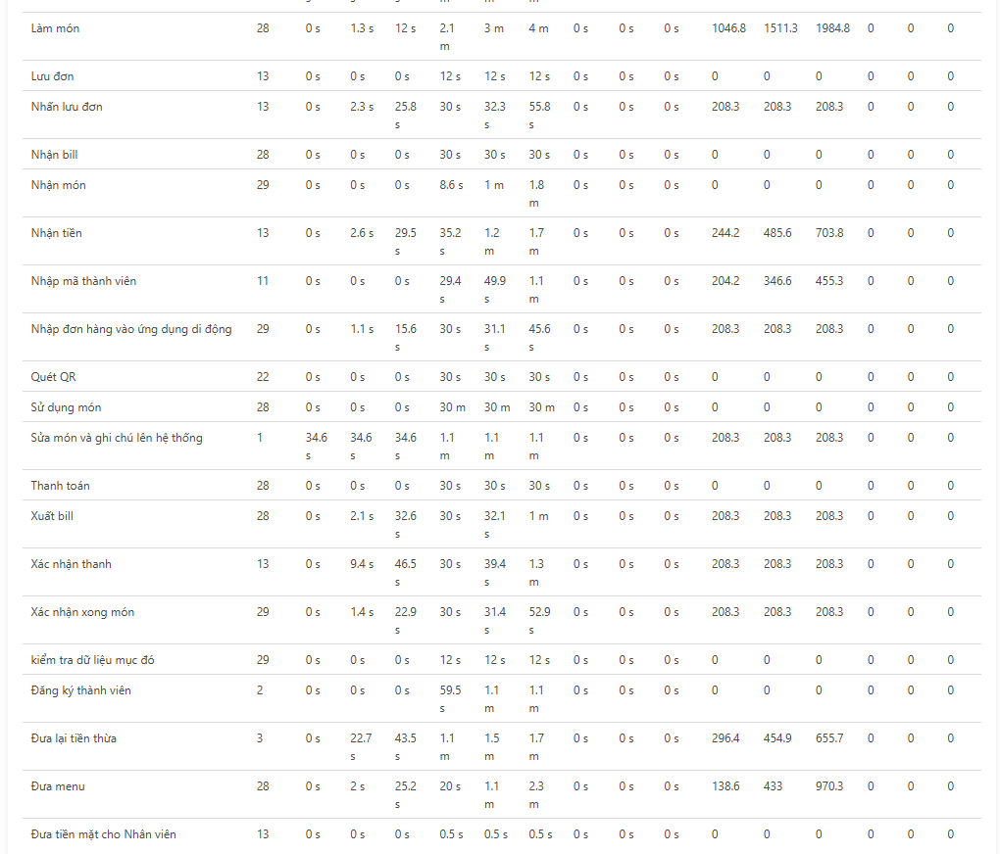 Làm món 28 0 s 1.3 s 12 s 2.1 3 m 4 m 0 s 0 s 0 s 1046.8 1511.3 1984.8 0 0 0
m
Lưu đơn 13 0 s 0 s 0 s 12 s 12 s 12 s 0 s 0 s 0 s 0 0 0 0 0 0
Nhấn lưu đơn 13 0 s 2.3 s 25.8 30 s 32.3 55.8 0 s 0 s 0 s 208.3 208.3 208.3 0 0 0
s s s
Nhận bill 28 0 s 0 s 0 s 30 s 30 s 30 s 0 s 0 s 0 s 0 0 0 0 0 0
Nhận món 29 0 s 0 s 0 s 8.6 s 1 m 1.8 0 s 0 s 0 s 0 0 0 0 0 0
m
Nhận tiền 13 0 s 2.6 s 29.5 35.2 1.2 1.7 0 s 0 s 0 s 244.2 485.6 703.8 0 0 0
s s m m
Nhập mã thành viên 11 0 s 0 s 0 s 29.4 49.9 1.1 0 s 0 s 0 s 204.2 346.6 455.3 0 0 0
s s m
Nhập đơn hàng vào ứng dụng di động 29 0 s 1.1 s 15.6 30 s 31.1 45.6 0 s 0 s 0 s 208.3 208.3 208.3 0 0 0
s s s
Quét QR 22 0 s 0 s 0 s 30 s 30 s 30 s 0 s 0 s 0 s 0 0 0 0 0 0
Sử dụng món 28 0 s 0 s 0 s 30 m 30 m 30 m 0 s 0 s 0 s 0 0 0 0 0 0
Sửa món và ghi chú lên hệ thống 1 34.6 34.6 34.6 1.1 1.1 1.1 0 s 0 s 0 s 208.3 208.3 208.3 0 0 0
s s s m m m
Thanh toán 28 0 s 0 s 0 s 30 s 30 s 30 s 0 s 0 s 0 s 0 0 0 0 0 0
Xuất bill 28 0 s 2.1 s 32.6 30 s 32.1 1 m 0 s 0 s 0 s 208.3 208.3 208.3 0 0 0
s s
Xác nhận thanh 13 0 s 9.4 s 46.5 30 s 39.4 1.3 0 s 0 s 0 s 208.3 208.3 208.3 0 0 0
s s m
Xác nhận xong món 29 0 s 1.4 s 22.9 30 s 31.4 52.9 0 s 0 s 0 s 208.3 208.3 208.3 0 0 0
s s s
kiểm tra dữ liệu mục đó 29 0 s 0 s 0 s 12 s 12 s 12 s 0 s 0 s 0 s 0 0 0 0 0 0
Đăng ký thành viên 2 0 s 0 s 0 s 59.5 1.1 1.1 0 s 0 s 0 s 0 0 0 0 0 0
s m m
Đưa lại tiền thừa 3 0 s 22.7 43.5 1.1 1.5 1.7 0 s 0 s 0 s 296.4 454.9 655.7 0 0 0
s s m m m
Đưa menu 28 0 s 2 s 25.2 20 s 1.1 2.3 0 s 0 s 0 s 138.6 433 970.3 0 0 0
s m m
Đưa tiền mặt cho Nhân viên 13 0 s 0 s 0 s 0.5 s 0.5 s 0.5 s 0 s 0 s 0 s 0 0 0 0 0 0